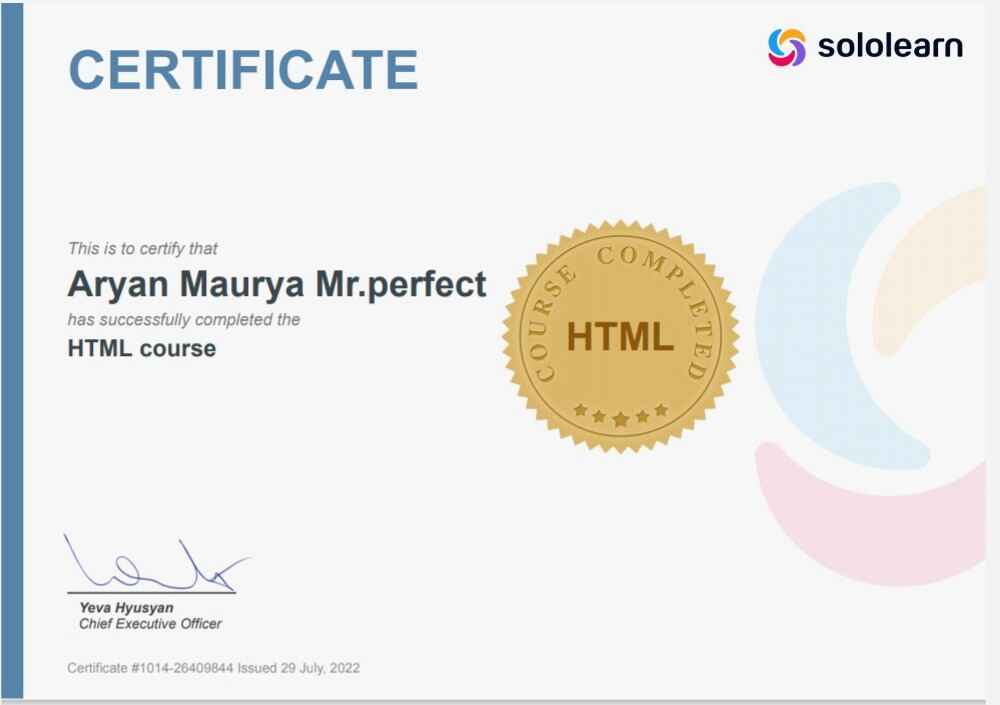 CERTIFICATE
sololearn
This is to certify that
Aryan Maurya Mr.perfect
has successfully completed the
HTML course
COURSE COMPLETED
HTML
Yeva Hyusyan
Chief Executive Officer
Certificate #1014-26409844 Issued 29 July, 2022